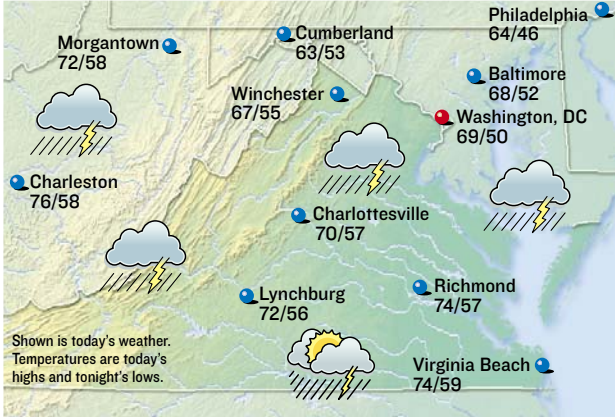 Philadelphia
64/46
Cumberland
63/53
Morgantown
72/58
Baltimore
68/52
Winchester
67/55
Washington, DC
69/50
Charleston
76/58
Charlottesville
70/57
Richmond
74/57
Lynchburg
72/56
Shown is today's weather.
Temperatures are today's
highs and tonight's lows.
Virginia Beach
74/59